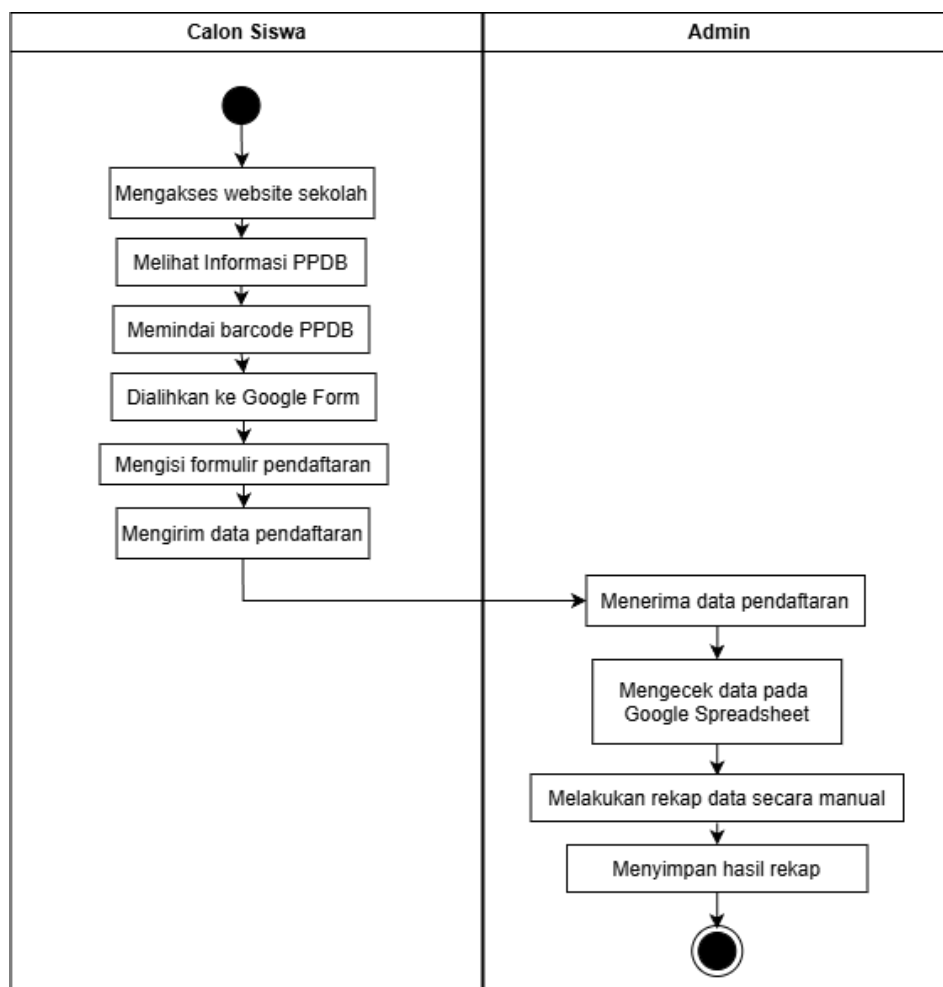 Calon Siswa
Admin
Mengakses website sekolah
Melihat Informasi PPDB
Memindai barcode PPDB
Dialihkan ke Google Form
Mengisi formulir pendaftaran
Mengirim data pendaftaran
Menerima data pendaftaran
Mengecek data pada
Google Spreadsheet
Melakukan rekap data secara manual
Menyimpan hasil rekap